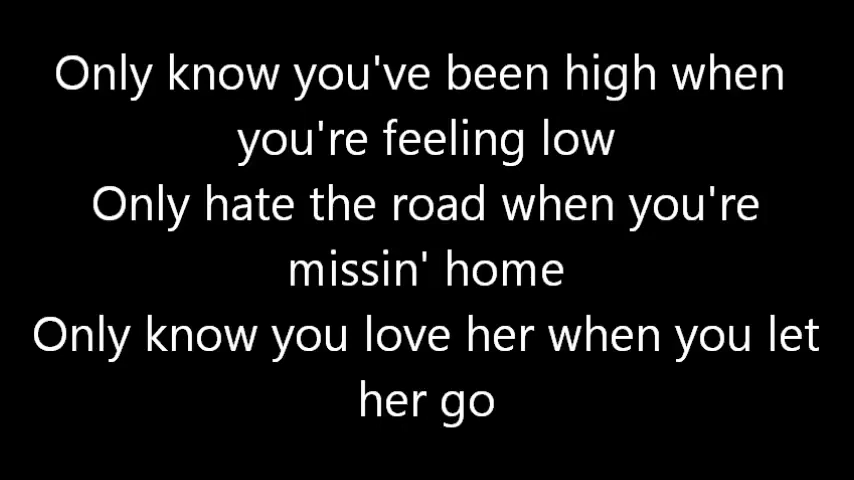 Only know you've been high when
you're feeling low
Only hate the road when you're
missin' home
Only know you love her when you let
her go